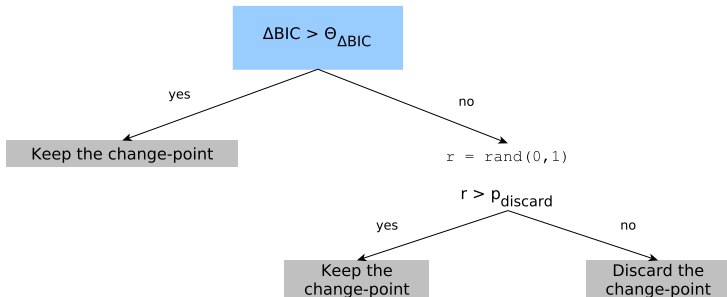 ΔBIC > Θ_ΔBIC
yes
no
Keep the change-point
r = rand(0,1)
r > p_discard
yes
no
Keep the
change-point
Discard the
change-point